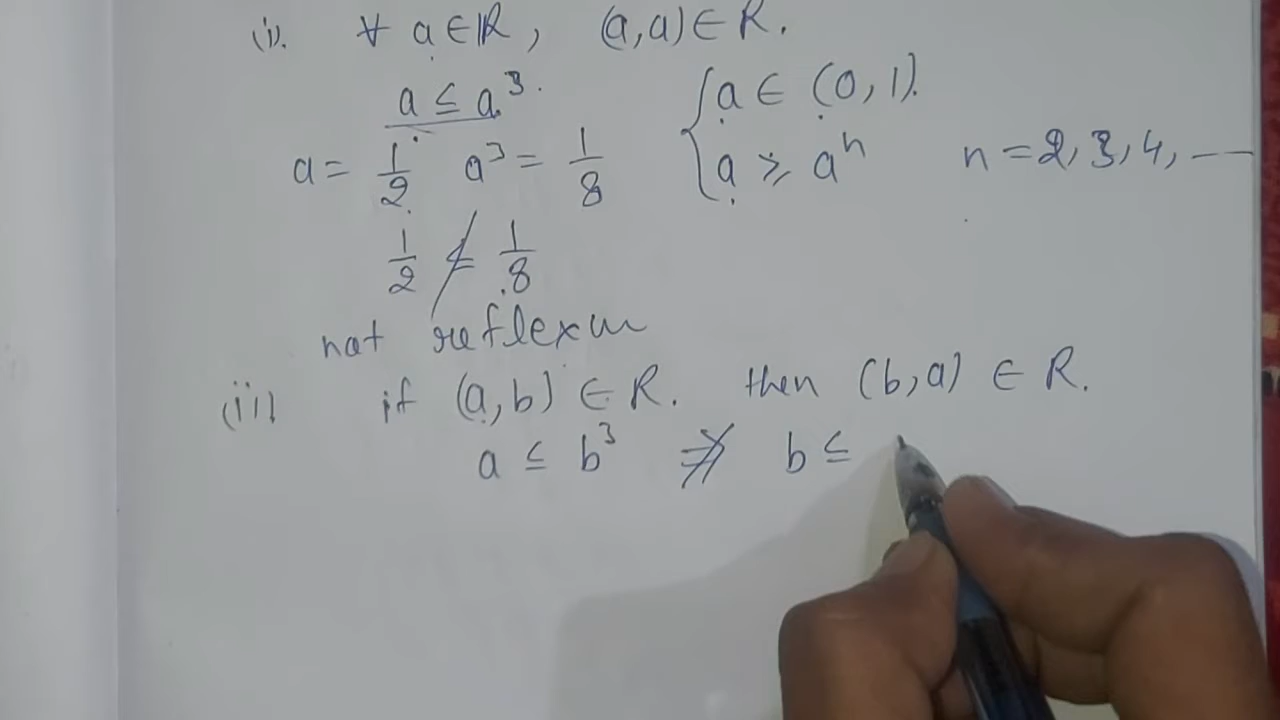 (i). ∀ a ∈ ℝ, (a,a) ∈ R.
a ≤ a³. { a ∈ (0,1).
a = 1/2 a³ = 1/8 a ⩾ aⁿ n = 2, 3, 4, —
1/2 ≰ 1/8
not
(ii) if (a,b) ∈ R. then (b,a) ∈ R.
a ≤ b³ ⇏ b ≤